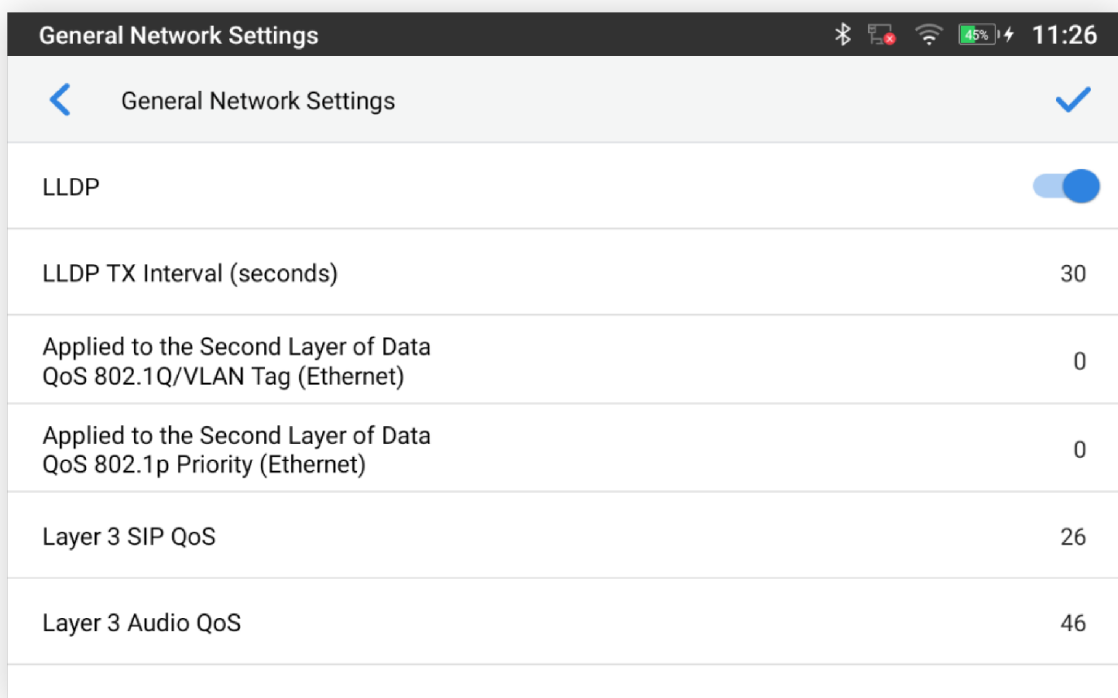 General Network Settings 45% 11:26
General Network Settings
LLDP
LLDP TX Interval (seconds) 30
Applied to the Second Layer of Data
QoS 802.1Q/VLAN Tag (Ethernet) 0
Applied to the Second Layer of Data
QoS 802.1p Priority (Ethernet) 0
Layer 3 SIP QoS 26
Layer 3 Audio QoS 46